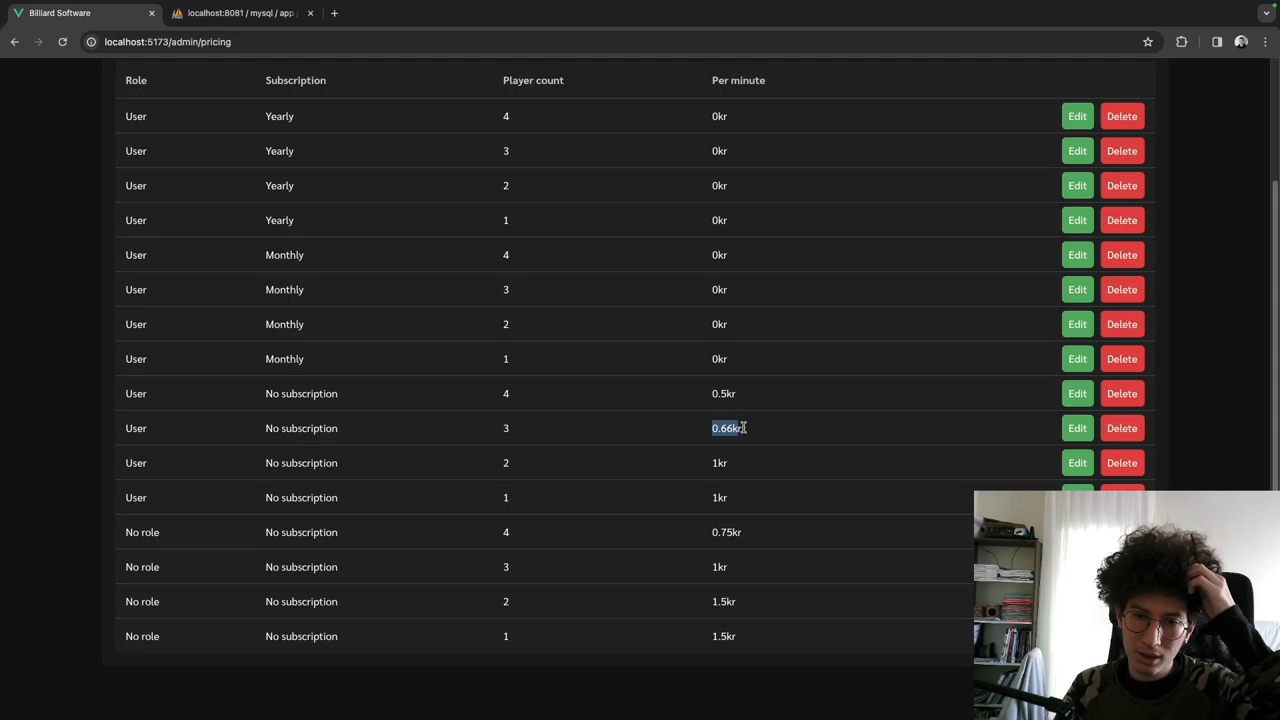 Billiard Software
localhost:8081 / mysql / app /
localhost:5173/admin/pricing
Role Subscription Player count Per minute
User Yearly 4 0kr Edit Delete
User Yearly 3 0kr Edit Delete
User Yearly 2 0kr Edit Delete
User Yearly 1 0kr Edit Delete
User Monthly 4 0kr Edit Delete
User Monthly 3 0kr Edit Delete
User Monthly 2 0kr Edit Delete
User Monthly 1 0kr Edit Delete
User No subscription 4 0.5kr Edit Delete
User No subscription 3 0.66kr Edit Delete
User No subscription 2 1kr Edit Delete
User No subscription 1 1kr
No role No subscription 4 0.75kr
No role No subscription 3 1kr
No role No subscription 2 1.5kr
No role No subscription 1 1.5kr